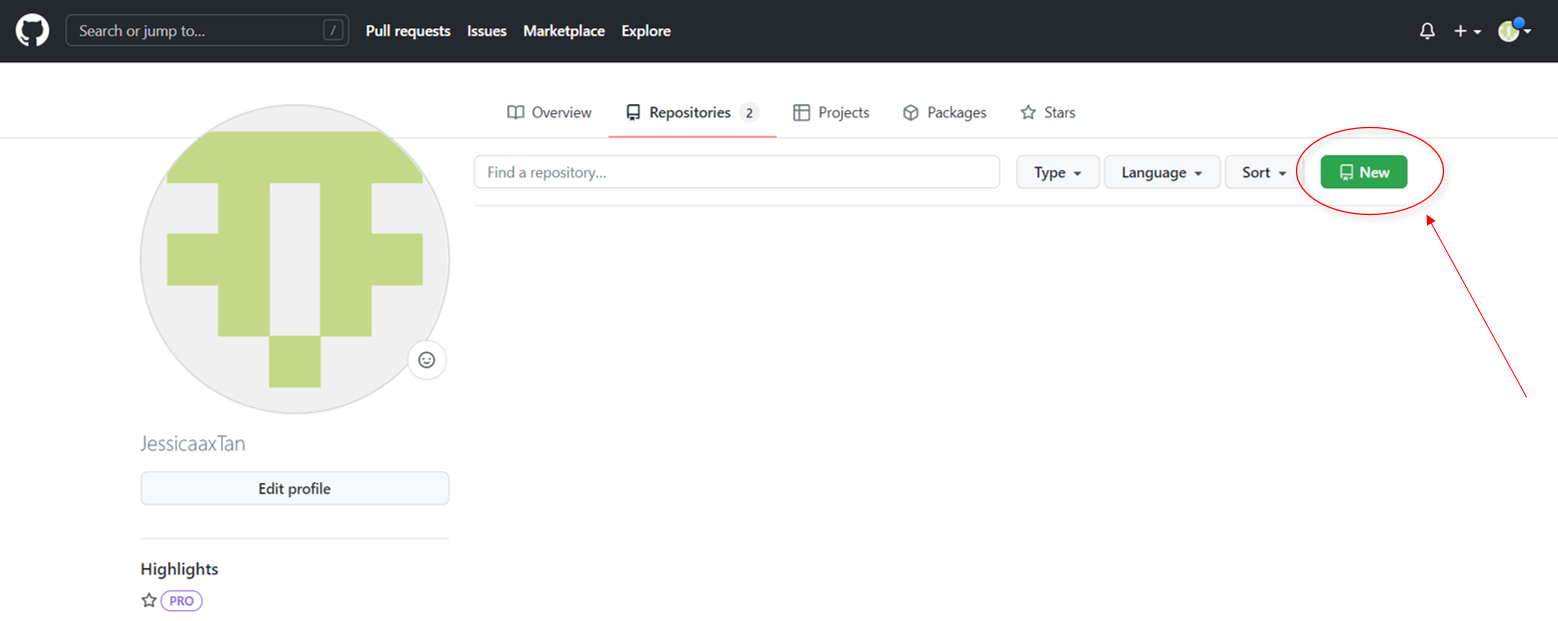 Search or jump to... / Pull requests Issues Marketplace Explore
Overview Repositories 2 Projects Packages Stars
Find a repository... Type Language Sort New
JessicaaxTan
Edit profile
Highlights
PRO